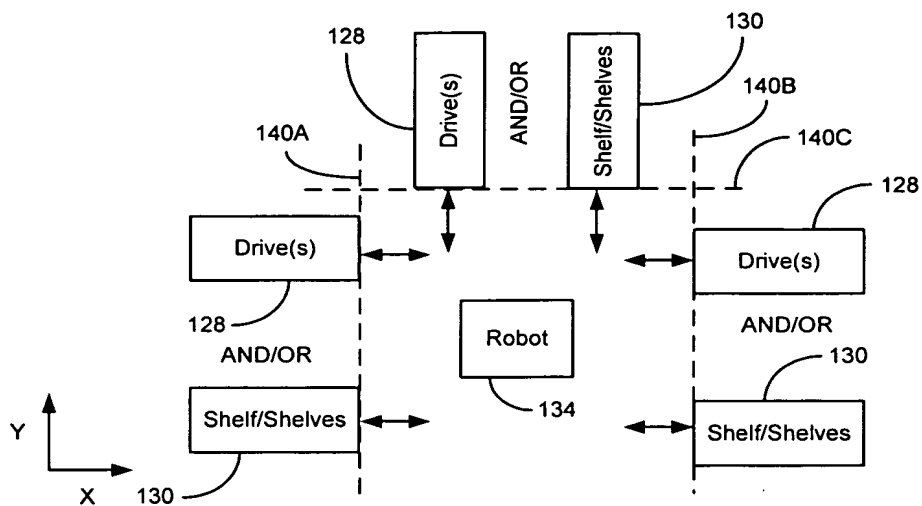 128
130
140B
140A
140C
128
Drive(s)
AND/OR
Shelf/Shelves
Drive(s)
Drive(s)
128
Robot
AND/OR
AND/OR
130
134
Shelf/Shelves
Shelf/Shelves
Y
X
130